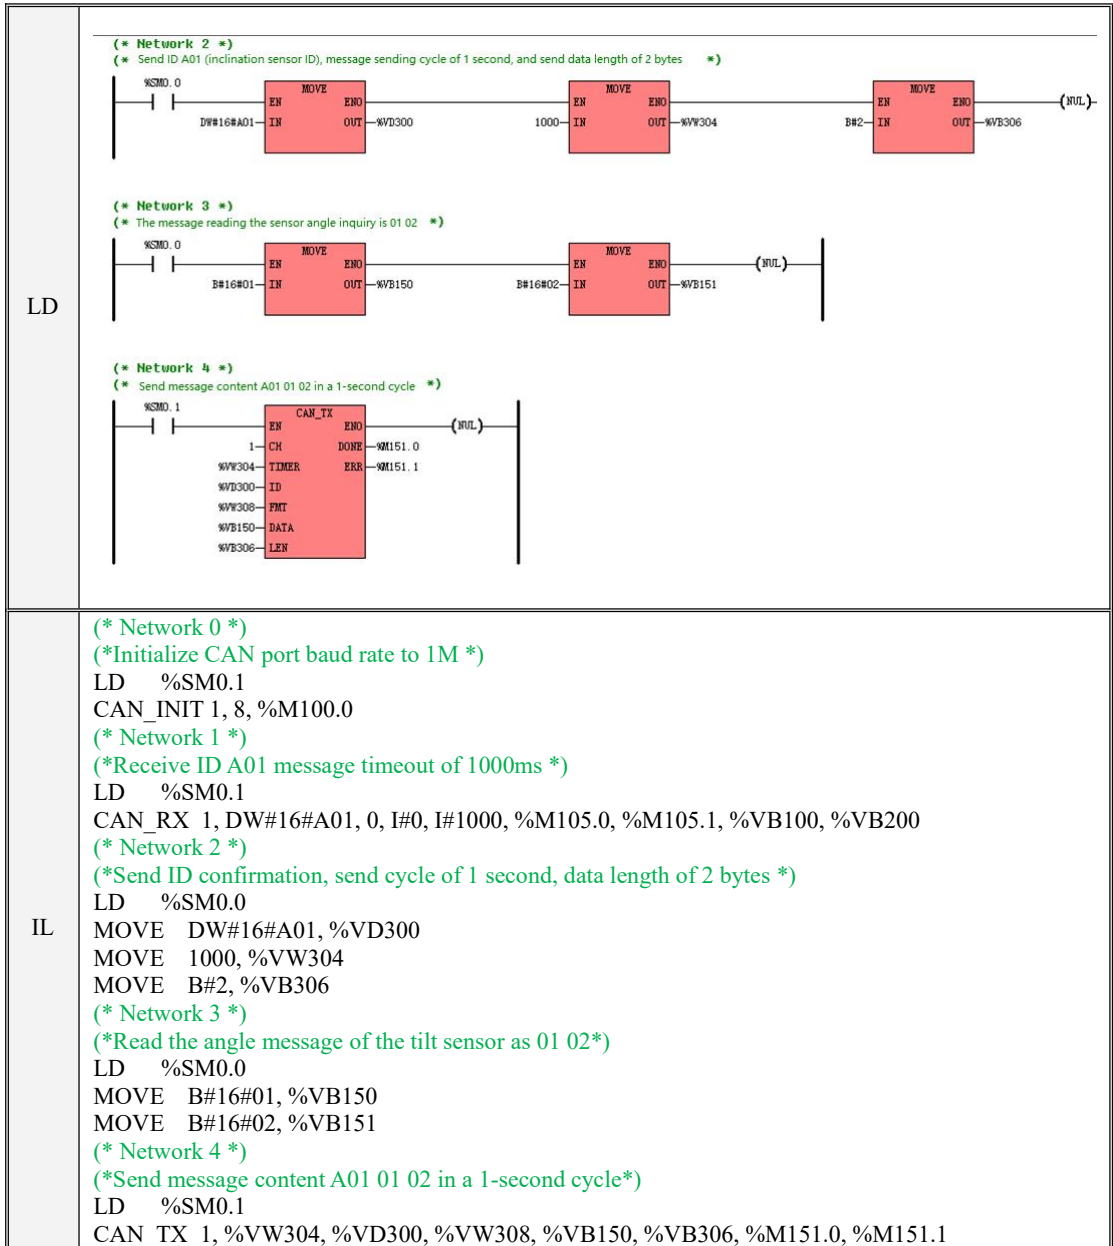 LD
(* Network 2 *)
(* Send ID A01 (inclination sensor ID), message sending cycle of 1 second, and send data length of 2 bytes *)
%SM0.0
MOVE MOVE MOVE
EN ENO EN ENO EN ENO (NUL)
DW#16#A01 IN OUT %VD300 1000 IN OUT %VW304 B#2 IN OUT %VB306
(* Network 3 *)
(* The message reading the sensor angle inquiry is 01 02 *)
%SM0.0
MOVE MOVE
EN ENO EN ENO (NUL)
B#16#01 IN OUT %VB150 B#16#02 IN OUT %VB151
(* Network 4 *)
(* Send message content A01 01 02 in a 1-second cycle *)
%SM0.1
CAN_TX
EN ENO (NUL)
1 CH DONE %M151.0
%VW304 TIMER ERR %M151.1
%VD300 ID
%VW308 FMT
%VB150 DATA
%VB306 LEN
IL
(* Network 0 *)
(*Initialize CAN port baud rate to 1M *)
LD %SM0.1
CAN_INIT 1, 8, %M100.0
(* Network 1 *)
(*Receive ID A01 message timeout of 1000ms *)
LD %SM0.1
CAN_RX 1, DW#16#A01, 0, I#0, I#1000, %M105.0, %M105.1, %VB100, %VB200
(* Network 2 *)
(*Send ID confirmation, send cycle of 1 second, data length of 2 bytes *)
LD %SM0.0
MOVE DW#16#A01, %VD300
MOVE 1000, %VW304
MOVE B#2, %VB306
(* Network 3 *)
(*Read the angle message of the tilt sensor as 01 02*)
LD %SM0.0
MOVE B#16#01, %VB150
MOVE B#16#02, %VB151
(* Network 4 *)
(*Send message content A01 01 02 in a 1-second cycle*)
LD %SM0.1
CAN_TX 1, %VW304, %VD300, %VW308, %VB150, %VB306, %M151.0, %M151.1